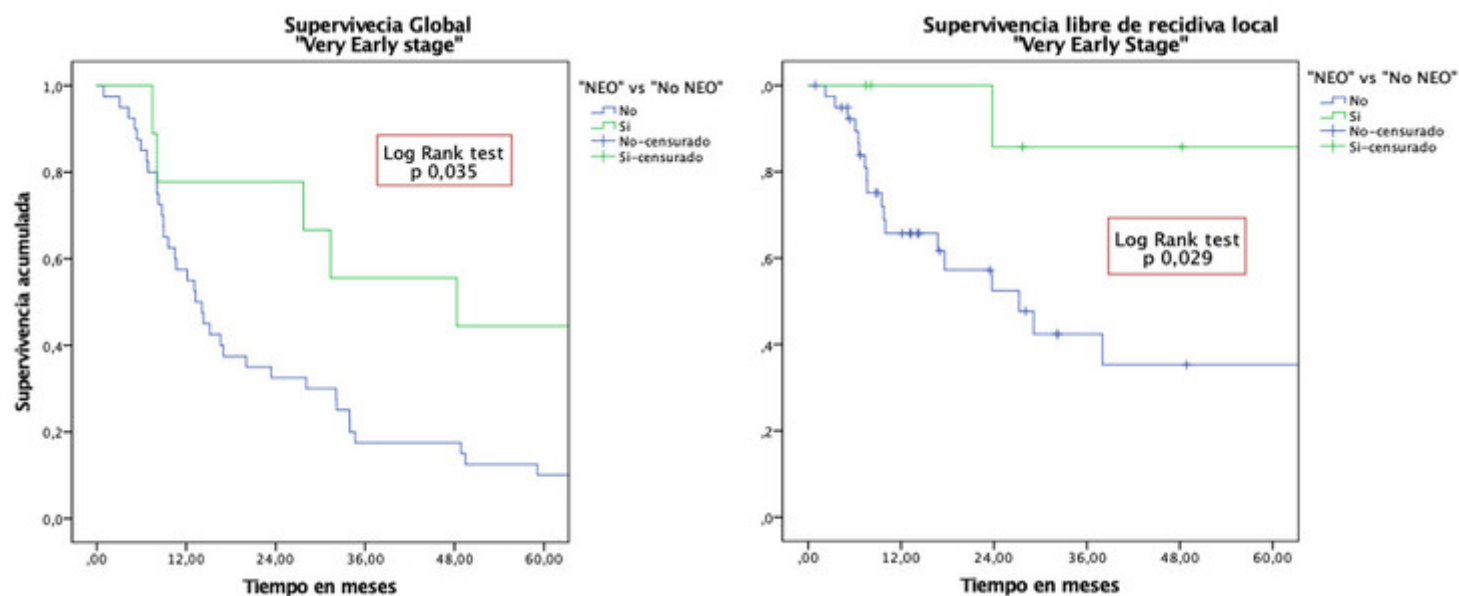 Supervivecia Global
"Very Early stage"
"NEO" vs "No NEO"
No
Si
No-censurado
Si-censurado
Log Rank test
p 0,035
Supervivencia acumulada
1,0
0,8
0,6
0,4
0,2
0,0
,00 12,00 24,00 36,00 48,00 60,00
Tiempo en meses
Supervivencia libre de recidiva local
"Very Early Stage"
"NEO" vs "No NEO"
No
Si
No-censurado
Si-censurado
Log Rank test
p 0,029
,0
,8
,6
,4
,2
,0
,00 12,00 24,00 36,00 48,00 60,00
Tiempo en meses